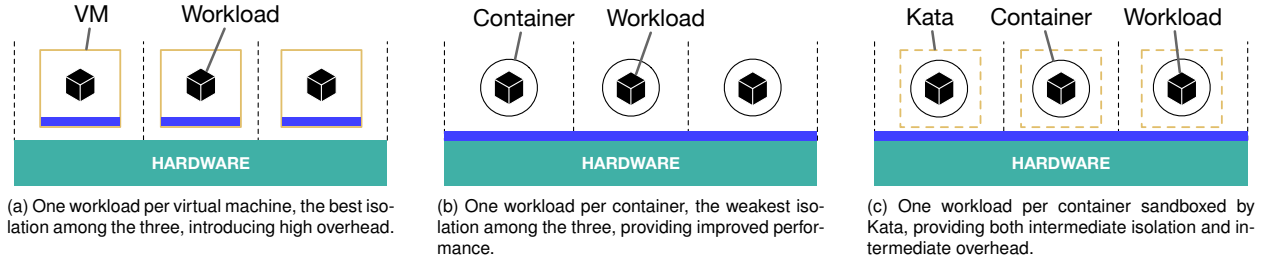 VM Workload
HARDWARE
(a) One workload per virtual machine, the best iso-
lation among the three, introducing high overhead.
Container Workload
HARDWARE
(b) One workload per container, the weakest iso-
lation among the three, providing improved perfor-
mance.
Kata Container Workload
HARDWARE
(c) One workload per container sandboxed by
Kata, providing both intermediate isolation and in-
termediate overhead.